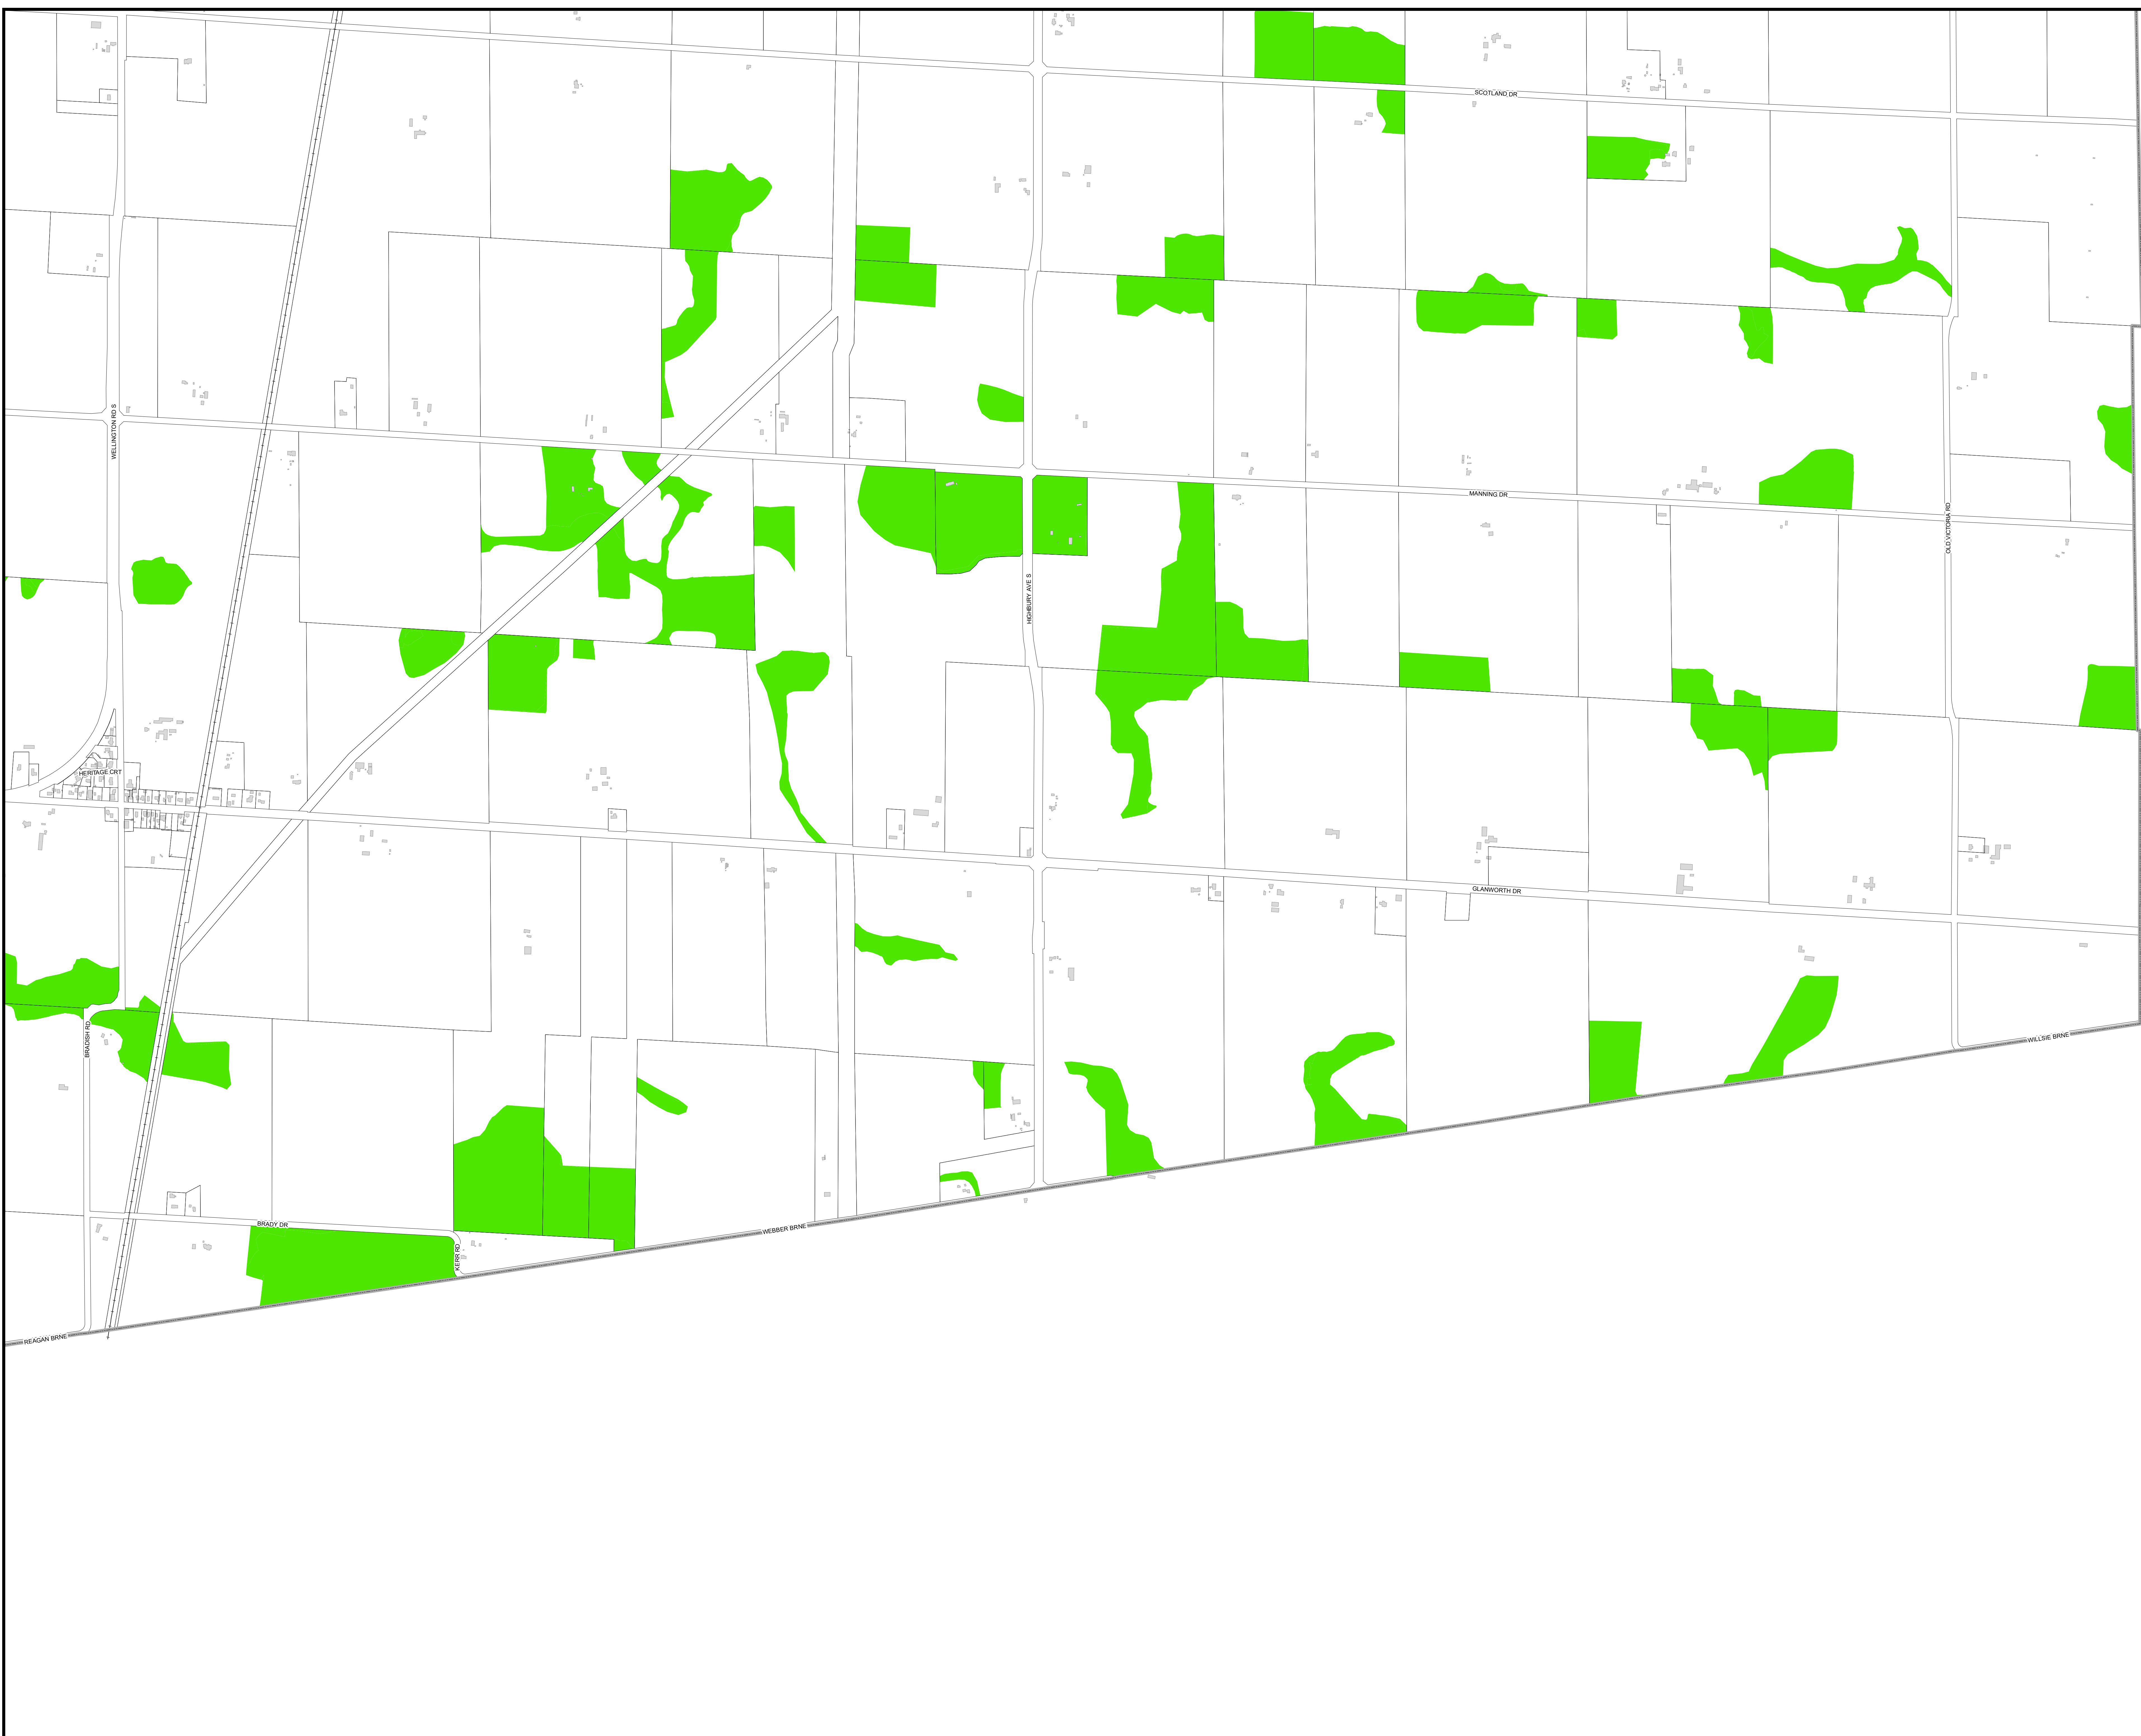 SCOTLAND DR
WELLINGTON RD S
MANNING DR
OLD VICTORIA RD
HIGHBURY AVE S
HERITAGE CRT
GLANWORTH DR
BRADISH RD
WILLSIE BRNE
BRADY DR
WEBBER BRNE
KERR RD
REAGAN BRNE